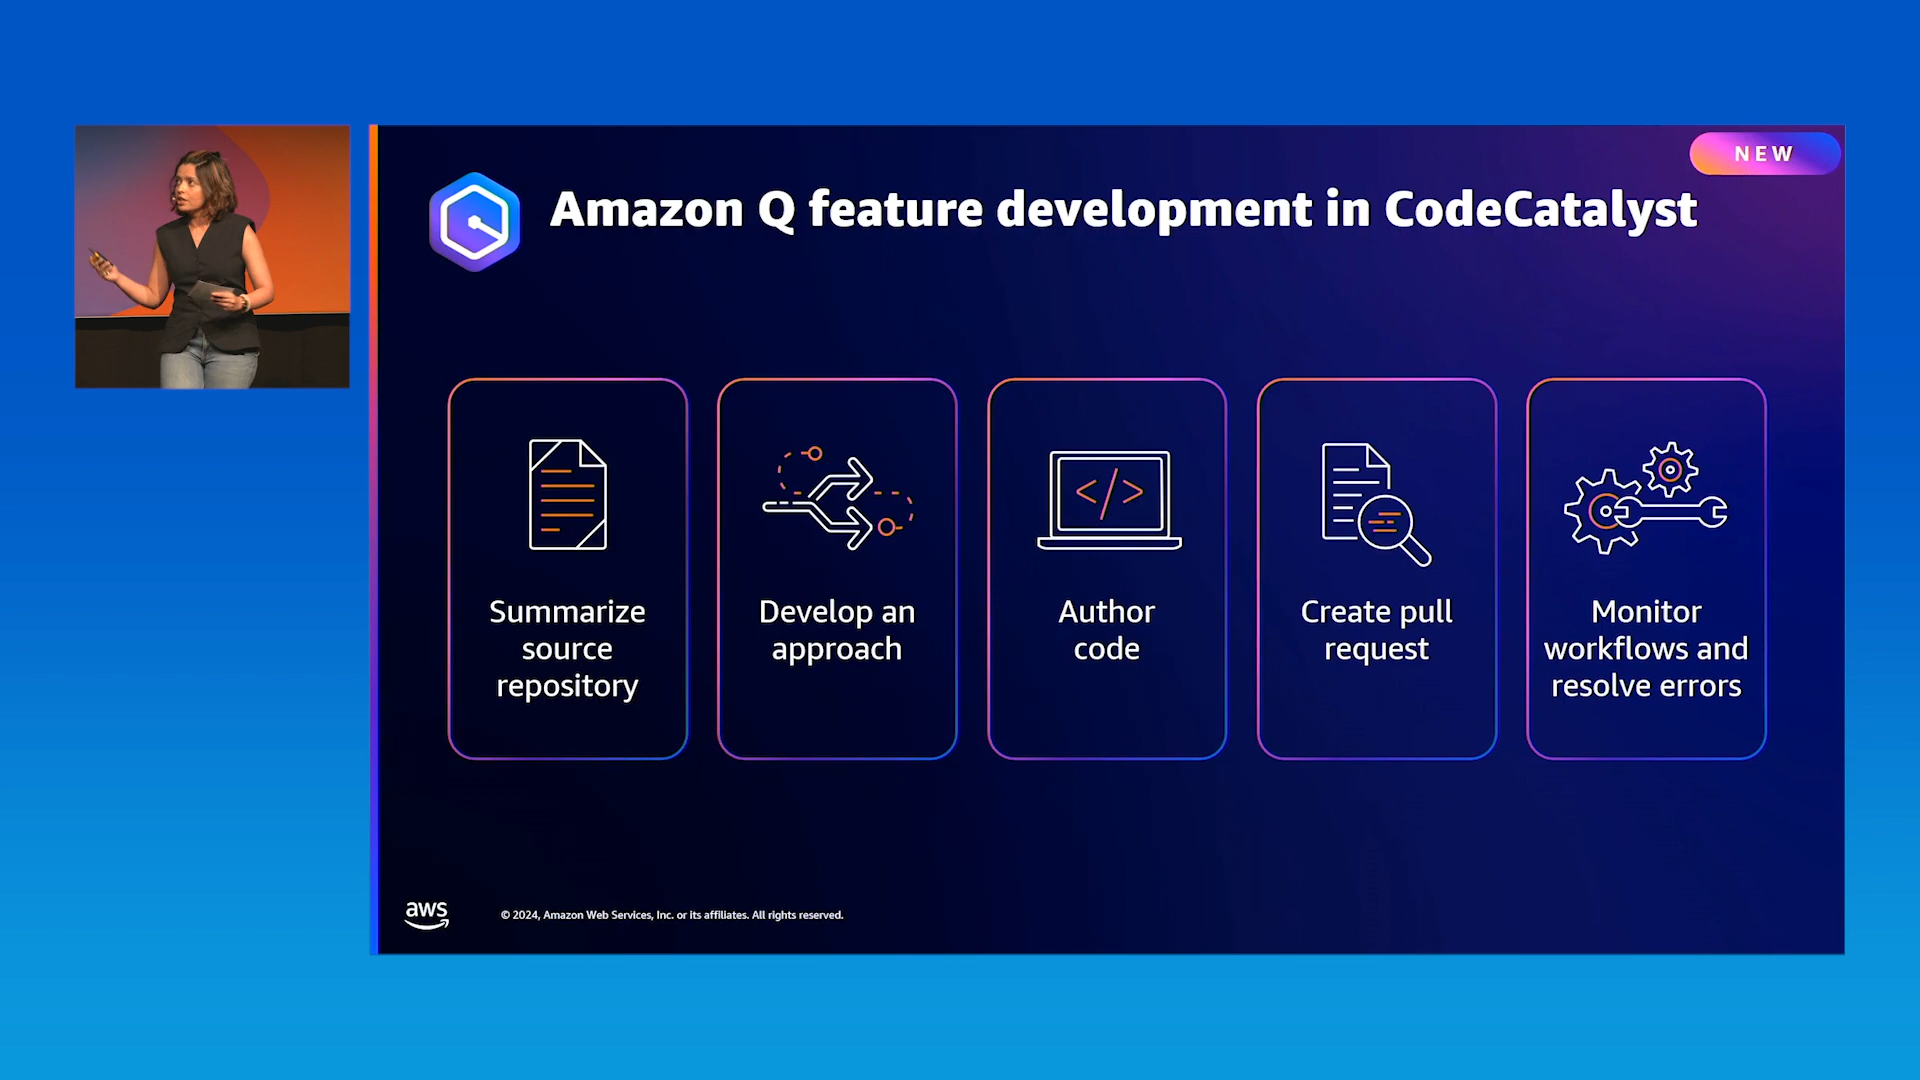 NEW
Amazon Q feature development in CodeCatalyst
Summarize
source
repository
Develop an
approach
</>
Author
code
Create pull
request
Monitor
workflows and
resolve errors
aws
© 2024, Amazon Web Services, Inc. or its affiliates. All rights reserved.